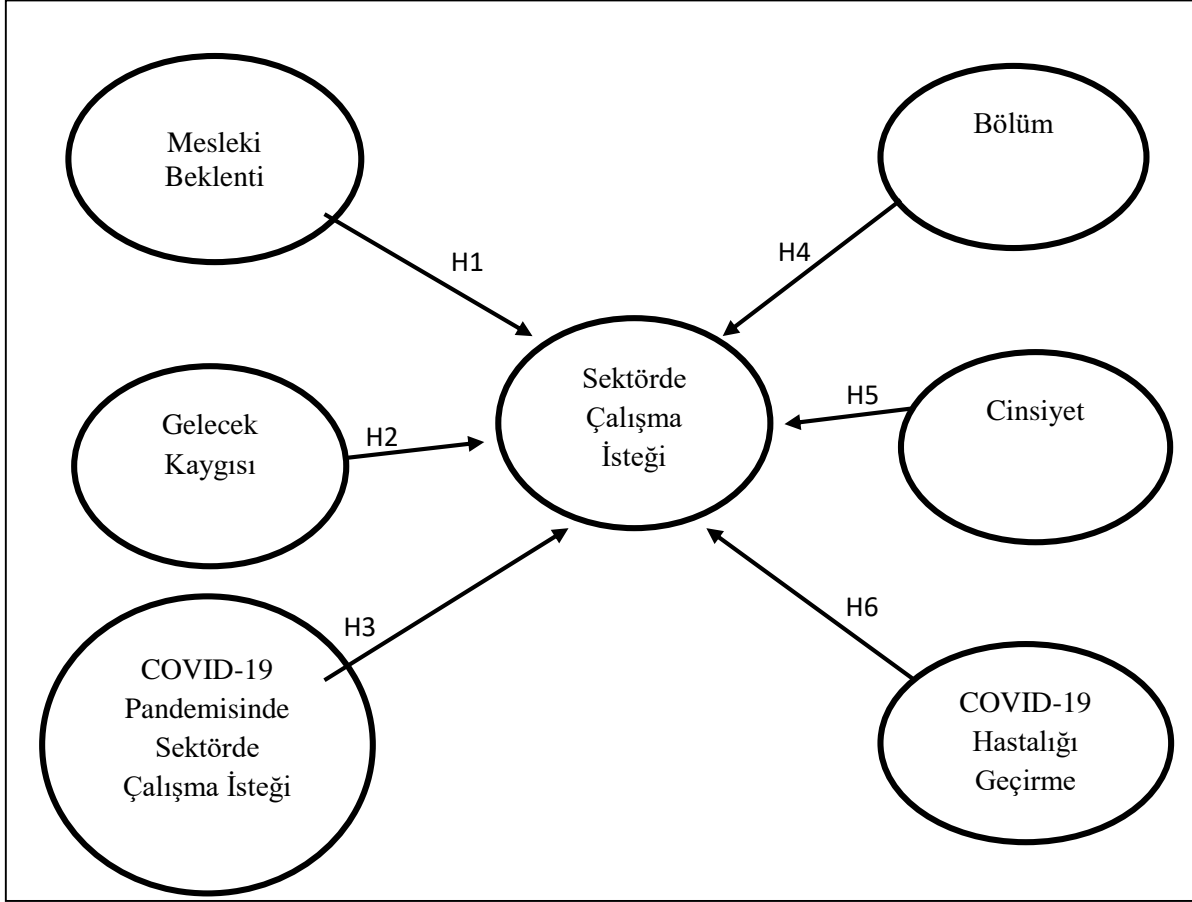 Mesleki
Beklenti
Bölüm
H1
H4
Sektörde
Çalışma
İsteği
Gelecek
Kaygısı
H2
H5
Cinsiyet
H3
H6
COVID-19
Pandemisinde
Sektörde
Çalışma İsteği
COVID-19
Hastalığı
Geçirme